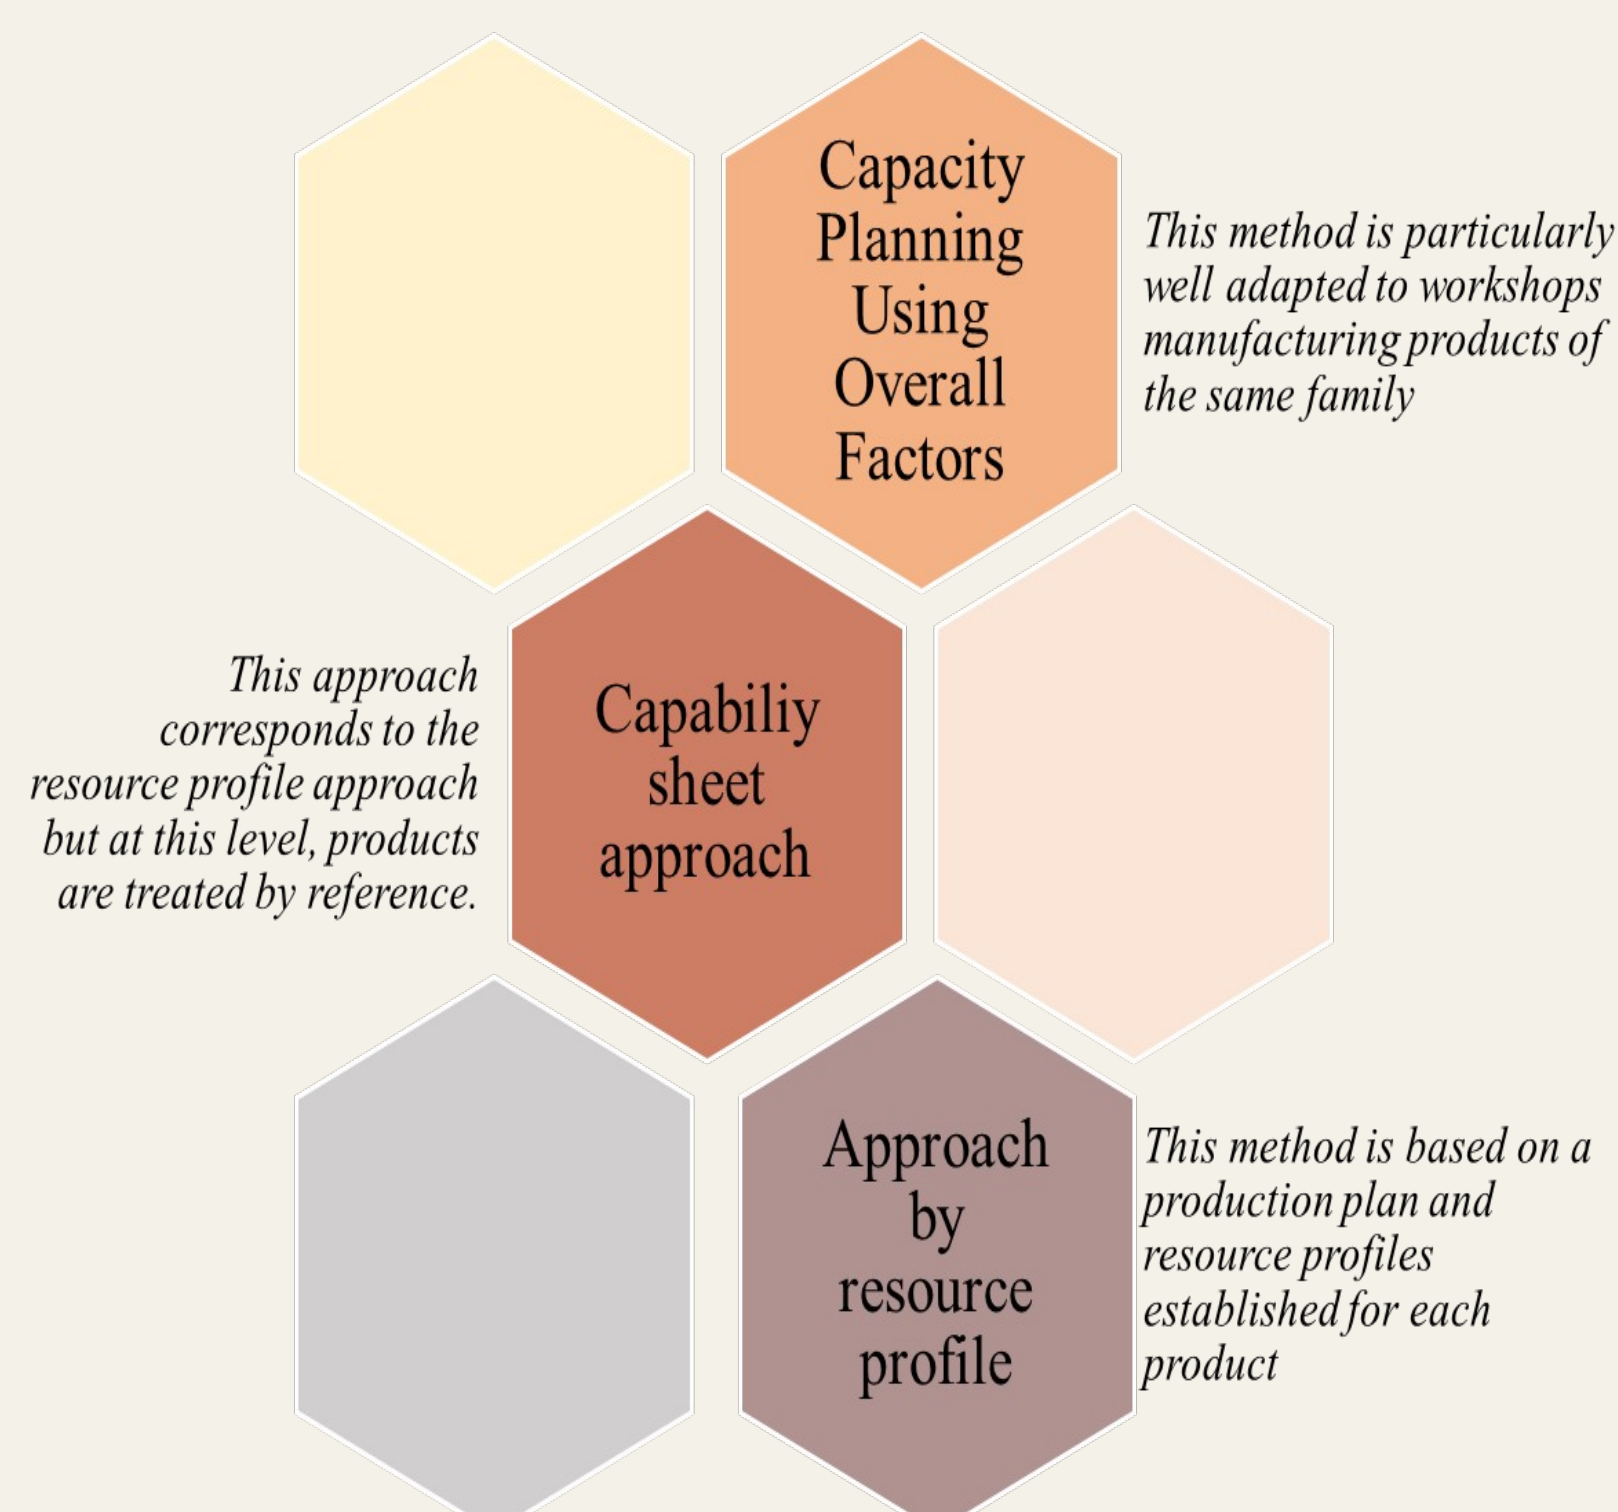 Capacity
Planning
Using
Overall
Factors
This method is particularly
well adapted to workshops
manufacturing products of
the same family
This approach
corresponds to the
resource profile approach
but at this level, products
are treated by reference.
Capabiliy
sheet
approach
Approach
by
resource
profile
This method is based on a
production plan and
resource profiles
established for each
product